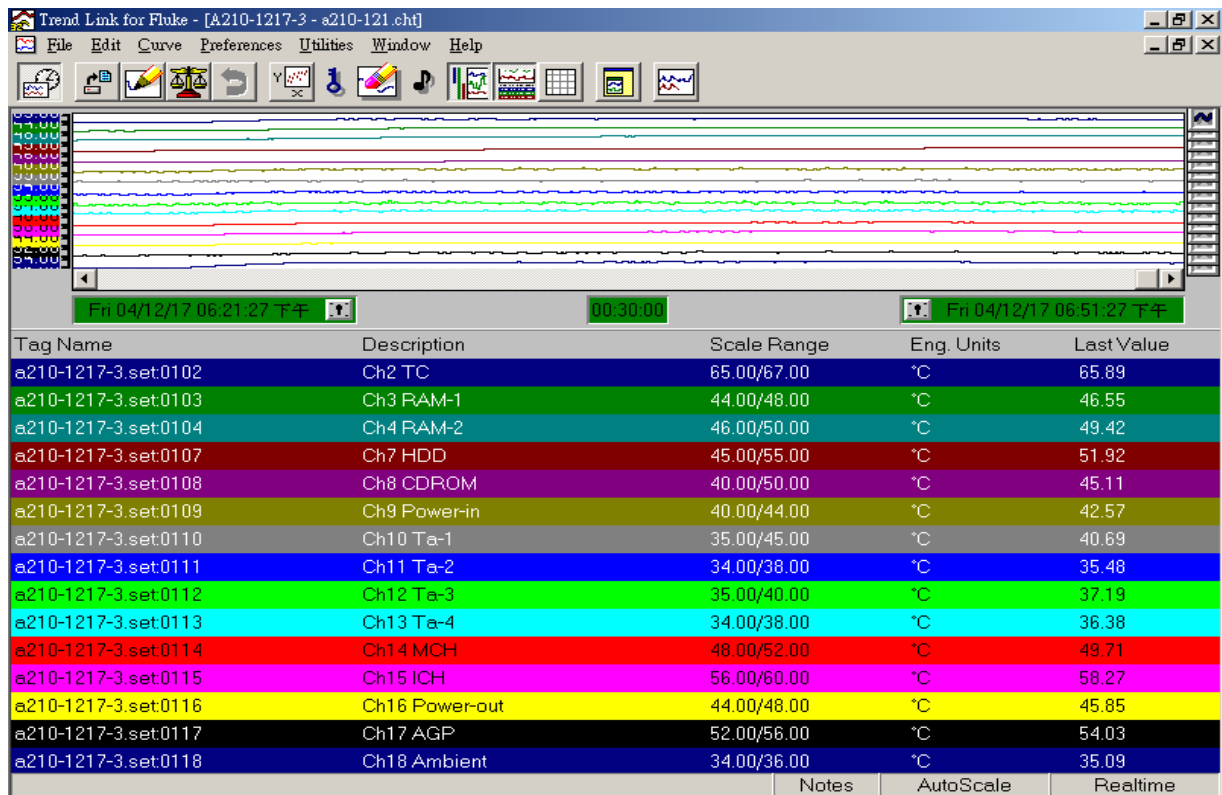 Trend Link for Fluke - [A210-1217-3 - a210-121.cht]
File Edit Curve Preferences Utilities Window Help
Fri 04/12/17 06:21:27 下午 00:30:00 Fri 04/12/17 06:51:27 下午
Tag Name Description Scale Range Eng. Units Last Value
a210-1217-3.set:0102 Ch2 TC 65.00/67.00 °C 65.89
a210-1217-3.set:0103 Ch3 RAM-1 44.00/48.00 °C 46.55
a210-1217-3.set:0104 Ch4 RAM-2 46.00/50.00 °C 49.42
a210-1217-3.set:0107 Ch7 HDD 45.00/55.00 °C 51.92
a210-1217-3.set:0108 Ch8 CDROM 40.00/50.00 °C 45.11
a210-1217-3.set:0109 Ch9 Power-in 40.00/44.00 °C 42.57
a210-1217-3.set:0110 Ch10 Ta-1 35.00/45.00 °C 40.69
a210-1217-3.set:0111 Ch11 Ta-2 34.00/38.00 °C 35.48
a210-1217-3.set:0112 Ch12 Ta-3 35.00/40.00 °C 37.19
a210-1217-3.set:0113 Ch13 Ta-4 34.00/38.00 °C 36.38
a210-1217-3.set:0114 Ch14 MCH 48.00/52.00 °C 49.71
a210-1217-3.set:0115 Ch15 ICH 56.00/60.00 °C 58.27
a210-1217-3.set:0116 Ch16 Power-out 44.00/48.00 °C 45.85
a210-1217-3.set:0117 Ch17 AGP 52.00/56.00 °C 54.03
a210-1217-3.set:0118 Ch18 Ambient 34.00/36.00 °C 35.09
Notes AutoScale Realtime